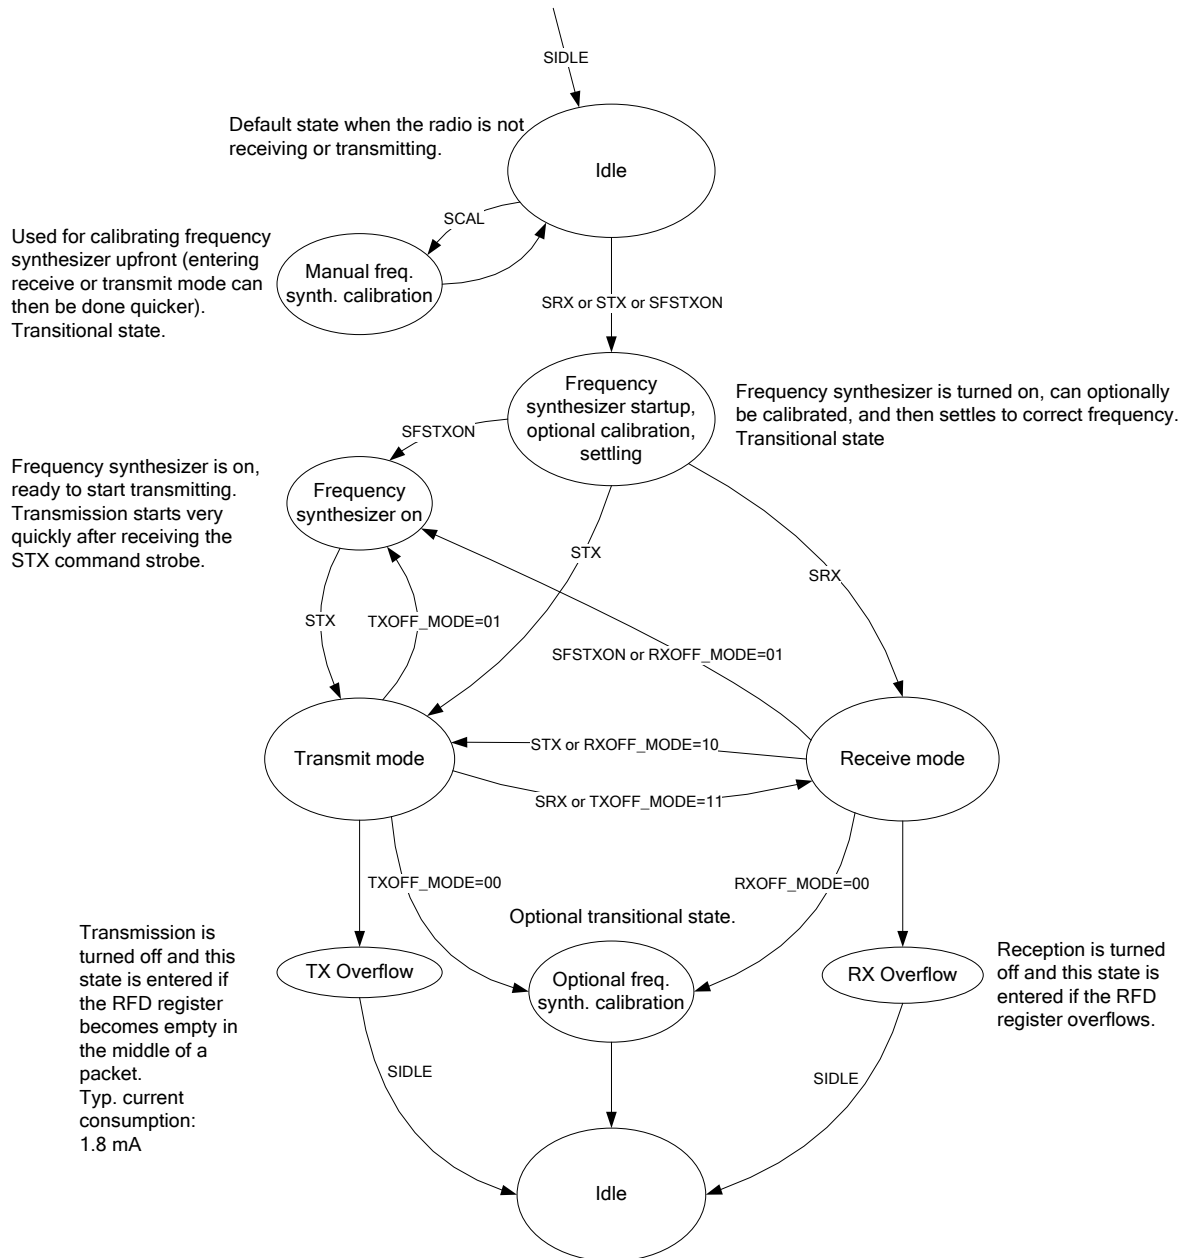 SIDLE
Default state when the radio is not
receiving or transmitting.
Idle
SCAL
Used for calibrating frequency
synthesizer upfront (entering
receive or transmit mode can
then be done quicker).
Transitional state.
Manual freq.
synth. calibration
SRX or STX or SFSTXON
Frequency
synthesizer startup,
optional calibration,
settling
Frequency synthesizer is turned on, can optionally
be calibrated, and then settles to correct frequency.
Transitional state
SFSTXON
Frequency synthesizer is on,
ready to start transmitting.
Transmission starts very
quickly after receiving the
STX command strobe.
Frequency
synthesizer on
STX
SRX
STX
TXOFF_MODE=01
SFSTXON or RXOFF_MODE=01
Transmit mode
STX or RXOFF_MODE=10
Receive mode
SRX or TXOFF_MODE=11
TXOFF_MODE=00
RXOFF_MODE=00
Optional transitional state.
Transmission is
turned off and this
state is entered if
the RFD register
becomes empty in
the middle of a
packet.
Typ. current
consumption:
1.8 mA
TX Overflow
Optional freq.
synth. calibration
RX Overflow
Reception is turned
off and this state is
entered if the RFD
register overflows.
SIDLE
SIDLE
Idle